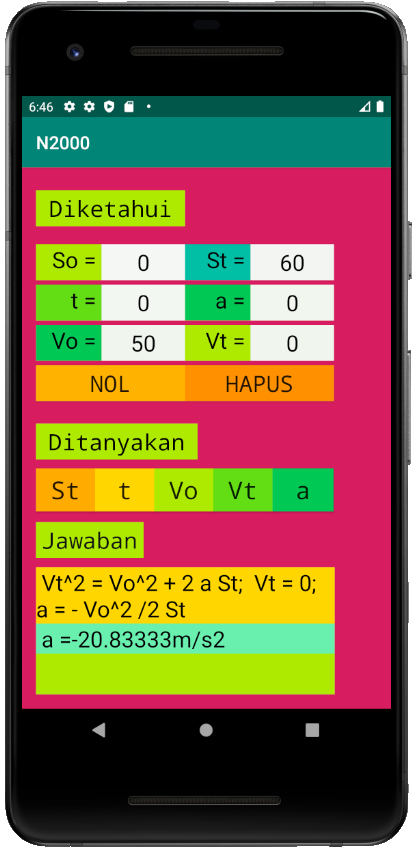 6:46
N2000
Diketahui
So = 0 St = 60
t = 0 a = 0
Vo = 50 Vt = 0
NOL HAPUS
Ditanyakan
St t Vo Vt a
Jawaban
Vt^2 = Vo^2 + 2 a St;  Vt = 0;
a = - Vo^2 /2 St
a =-20.83333m/s2